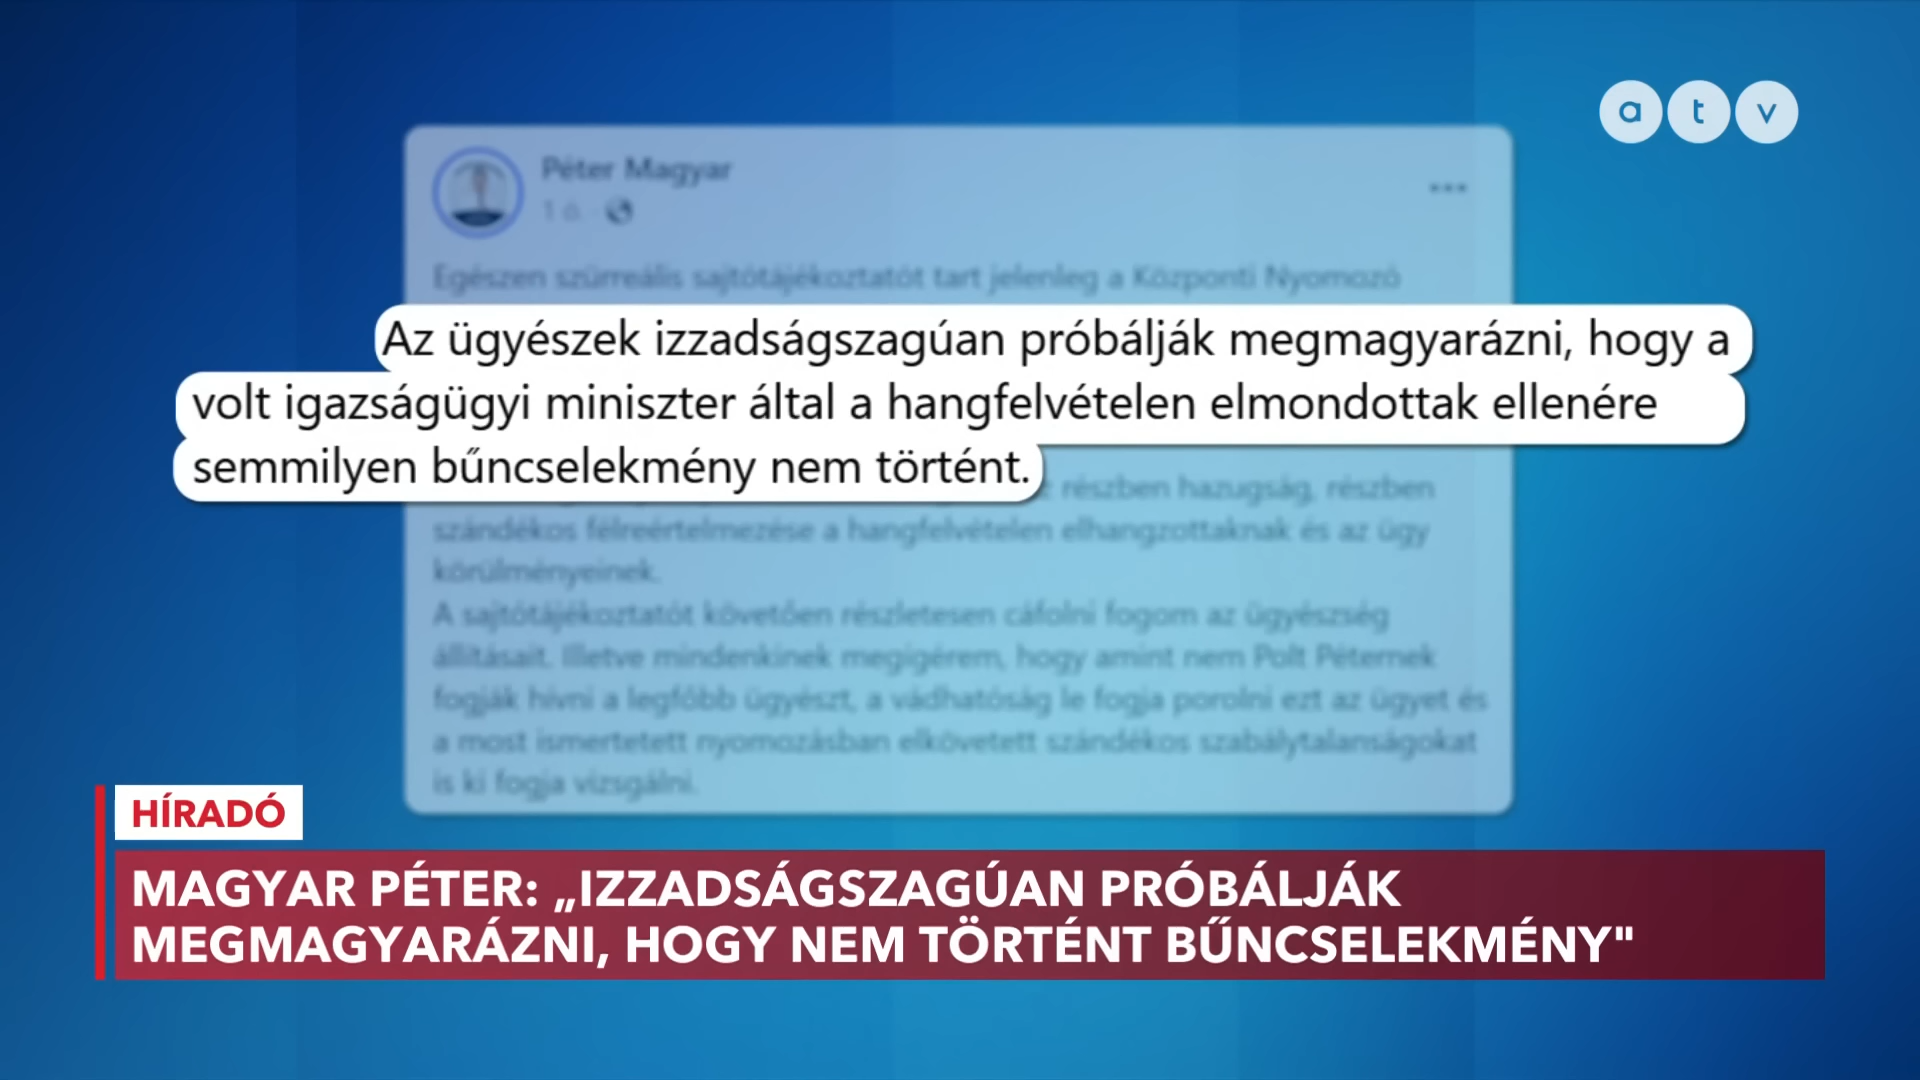 a t v
Péter Magyar
1 ó.
Egészen szürreális sajtótájékoztatót tart jelenleg a Központi Nyomozó
Az ügyészek izzadságszagúan próbálják megmagyarázni, hogy a
volt igazságügyi miniszter által a hangfelvételen elmondottak ellenére
semmilyen bűncselekmény nem történt.
részben hazugság, részben
szándékos félreértelmezése a hangfelvételen elhangzottaknak és az ügy
körülményeinek.
A sajtótájékoztatót követően részletesen cáfolni fogom az ügyészség
állításait. Illetve mindenkinek megigérem, hogy amint nem Polt Péternek
fogják hívni a legfőbb ügyészt, a vádhatóság le fogja porolni ezt az ügyet és
a most ismertetett nyomozásban elkövetett szándékos szabálytalanságokat
is ki fogja vizsgálni.
HÍRADÓ
MAGYAR PÉTER: „IZZADSÁGSZAGÚAN PRÓBÁLJÁK
MEGMAGYARÁZNI, HOGY NEM TÖRTÉNT BŰNCSELEKMÉNY"